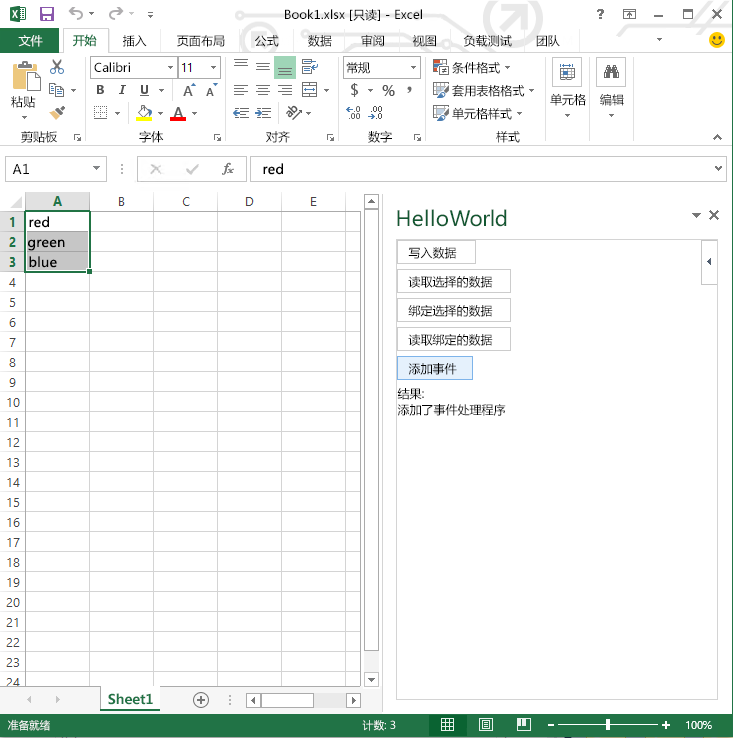 Book1.xlsx [只读] - Excel
?
文件 开始 插入 页面布局 公式 数据 审阅 视图 负载测试 团队
粘贴
Calibri 11
B I U A A
A
常规
$ % ,
条件格式
套用表格格式
单元格样式
单元格
编辑
剪贴板 字体 对齐 数字 样式
A1 fx red
A B C D E
1 red
2 green
3 blue
4
5
6
7
8
9
10
11
12
13
14
15
16
17
18
19
20
21
22
23
24
HelloWorld
写入数据
读取选择的数据
绑定选择的数据
读取绑定的数据
添加事件
结果:
添加了事件处理程序
Sheet1
准备就绪 计数: 3 100%